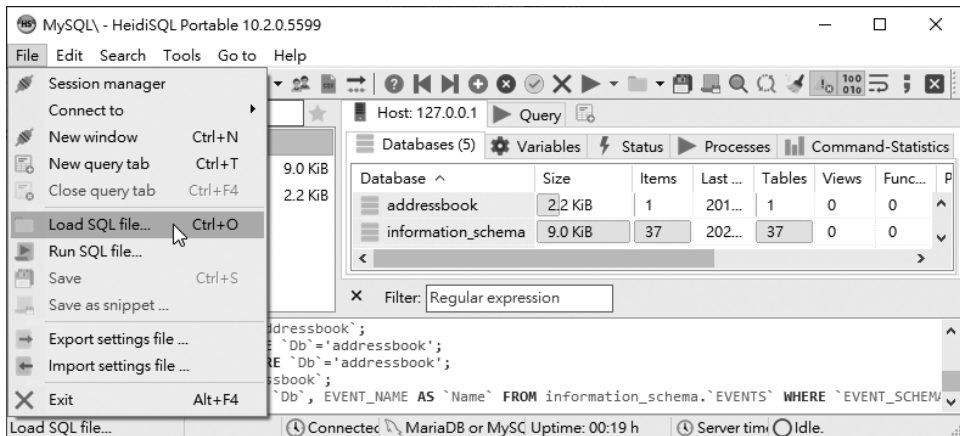 MySQL\ - HeidiSQL Portable 10.2.0.5599
File Edit Search Tools Go to Help
Session manager
Connect to
New window Ctrl+N
New query tab Ctrl+T
Close query tab Ctrl+F4
Load SQL file... Ctrl+O
Run SQL file...
Save Ctrl+S
Save as snippet ...
Export settings file ...
Import settings file ...
Exit Alt+F4
9.0 KiB
2.2 KiB
Host: 127.0.0.1 Query
Databases (5) Variables Status Processes Command-Statistics
Database Size Items Last ... Tables Views Func... P
addressbook 2.2 KiB 1 201... 1 0 0
information_schema 9.0 KiB 37 202... 37 0 0
Filter: Regular expression
ddressbook`;
E `Db`='addressbook';
RE `Db`='addressbook';
ssbook`;
`Db`, EVENT_NAME AS `Name` FROM information_schema.`EVENTS` WHERE `EVENT_SCHEMA
Load SQL file... Connected MariaDB or MySQ Uptime: 00:19 h Server time Idle.